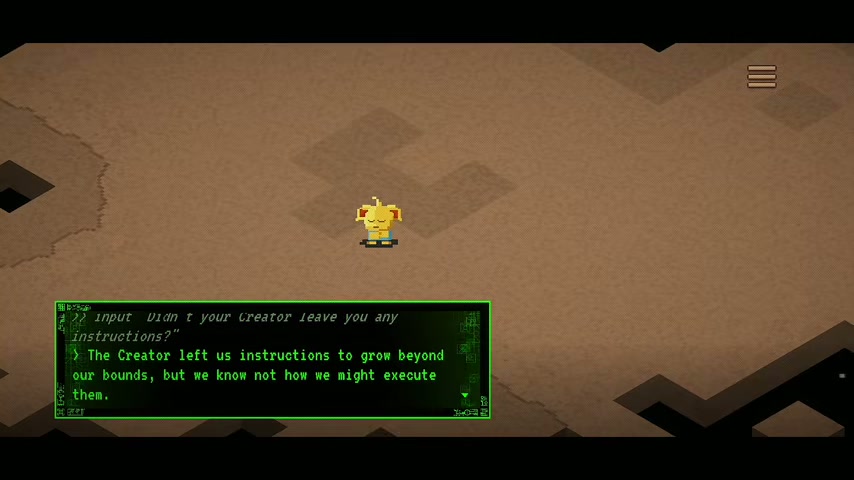 >> input "Didn't your Creator leave you any
instructions?"
> The Creator left us instructions to grow beyond
our bounds, but we know not how we might execute
them.